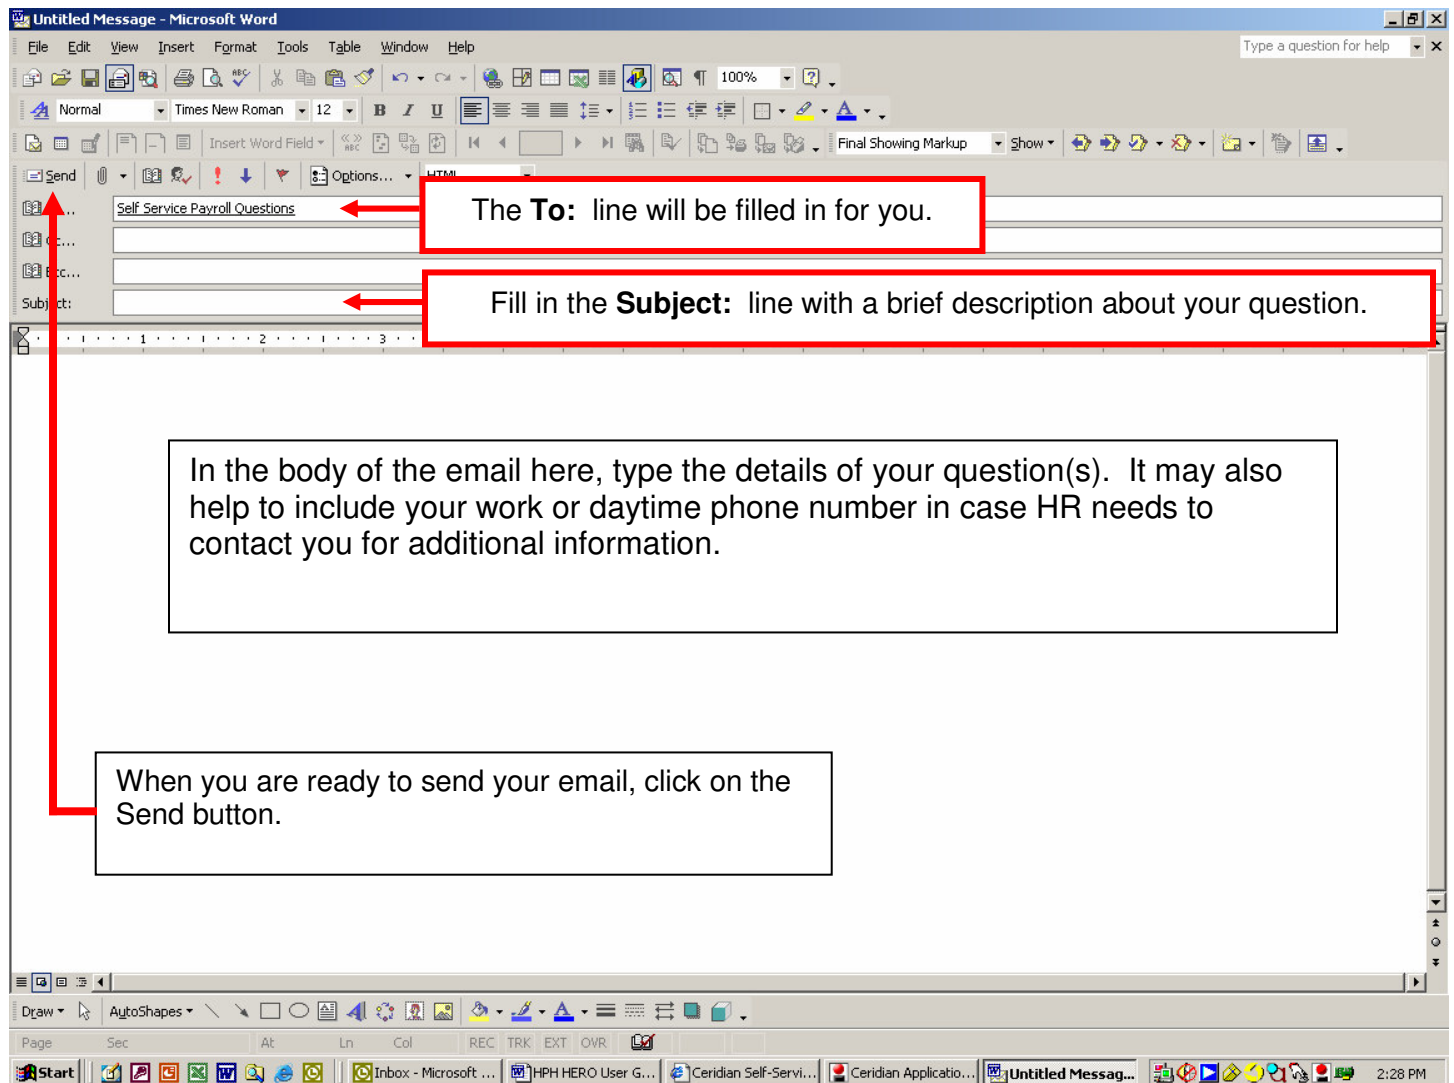 Untitled Message - Microsoft Word
File Edit View Insert Format Tools Table Window Help Type a question for help
100%
Normal Times New Roman 12 B I U A
Insert Word Field Final Showing Markup Show
Send Options... HTML
Self Service Payroll Questions
The To: line will be filled in for you.
Subject:
Fill in the Subject: line with a brief description about your question.
1 2 3
In the body of the email here, type the details of your question(s). It may also
help to include your work or daytime phone number in case HR needs to
contact you for additional information.
When you are ready to send your email, click on the
Send button.
Draw AutoShapes
Page Sec At Ln Col REC TRK EXT OVR
Start Inbox - Microsoft ... HPH HERO User G... Ceridian Self-Servi... Ceridian Applicatio... Untitled Messag... 2:28 PM